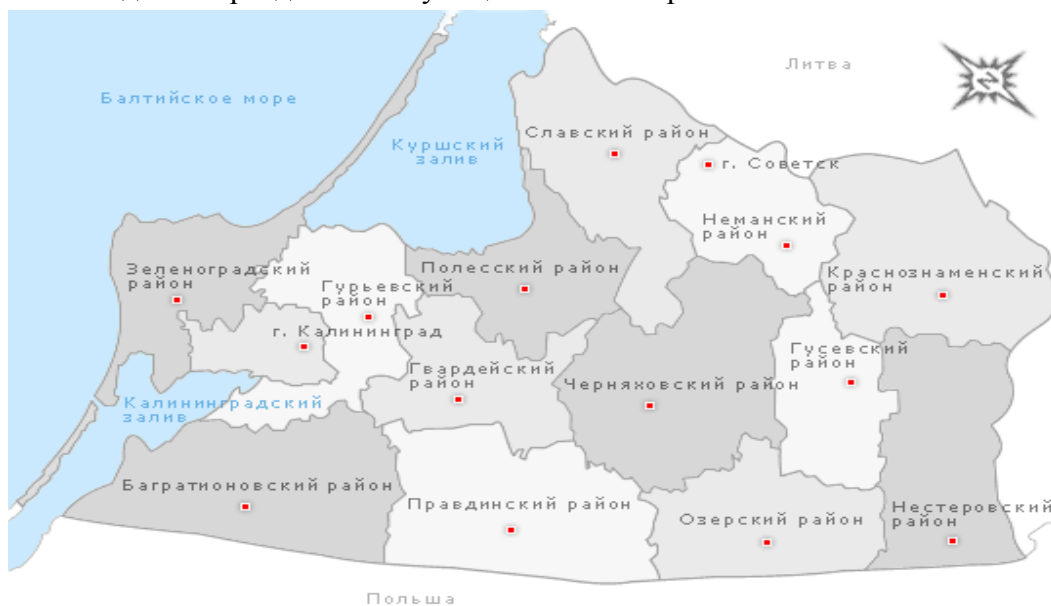 Литва
Балтийское море
Славский район
Куршский
залив
г. Советск
Неманский
район
Зеленоградский
район
Полесский район
Краснознаменский
район
Гурьевский
район
г. Калининград
Гусевский
район
Гвардейский
район
Черняховский район
Калининградский
залив
Багратионовский район
Правдинский район
Озерский район
Нестеровский
район
Польша